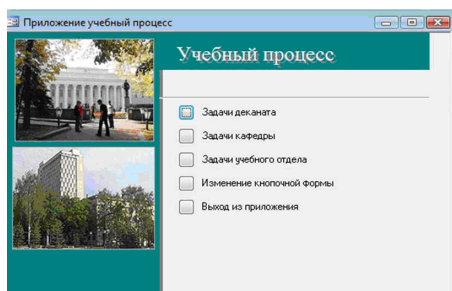 Приложение учебный процесс
Учебный процесс
Задачи деканата
Задачи кафедры
Задачи учебного отдела
Изменение кнопочной формы
Выход из приложения